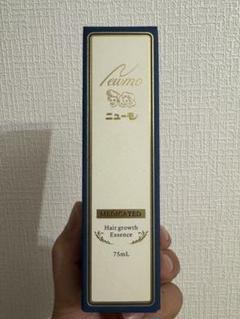 Newmo
ニューモ
MEDICATED
Hair growth
Essence
75mL